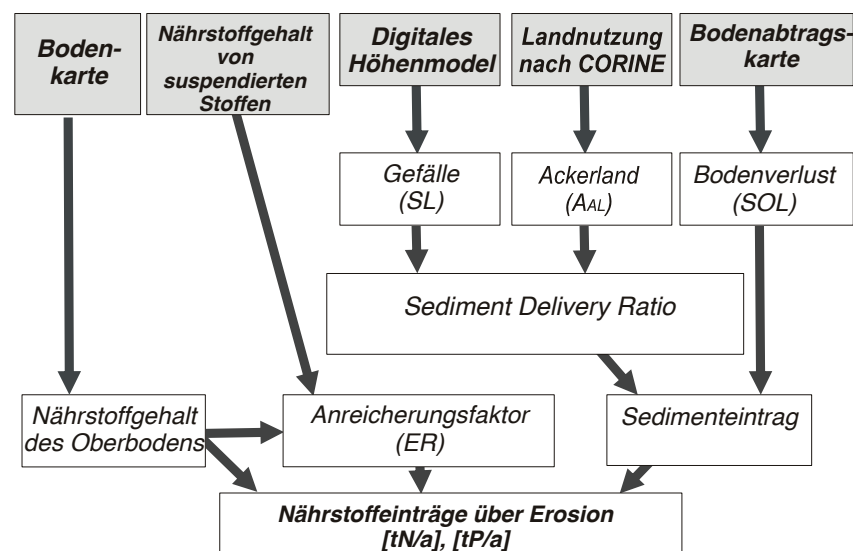 Boden-
karte
Nährstoffgehalt
von
suspendierten
Stoffen
Digitales
Höhenmodel
Landnutzung
nach CORINE
Bodenabtrags-
karte
Gefälle
(SL)
Ackerland
(AAL)
Bodenverlust
(SOL)
Sediment Delivery Ratio
Nährstoffgehalt
des Oberbodens
Anreicherungsfaktor
(ER)
Sedimenteintrag
Nährstoffeinträge über Erosion
[tN/a], [tP/a]